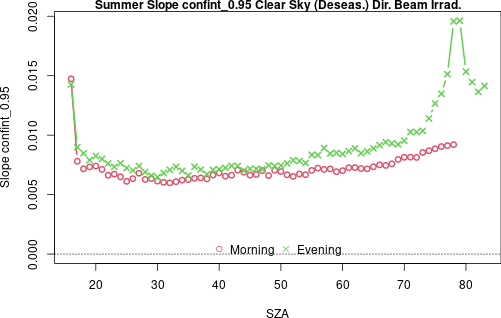 Summer Slope confint_0.95 Clear Sky (Deseas.) Dir. Beam Irrad.
Slope confint_0.95
0.020
0.015
0.010
0.005
0.000
Morning Evening
20 30 40 50 60 70 80
SZA